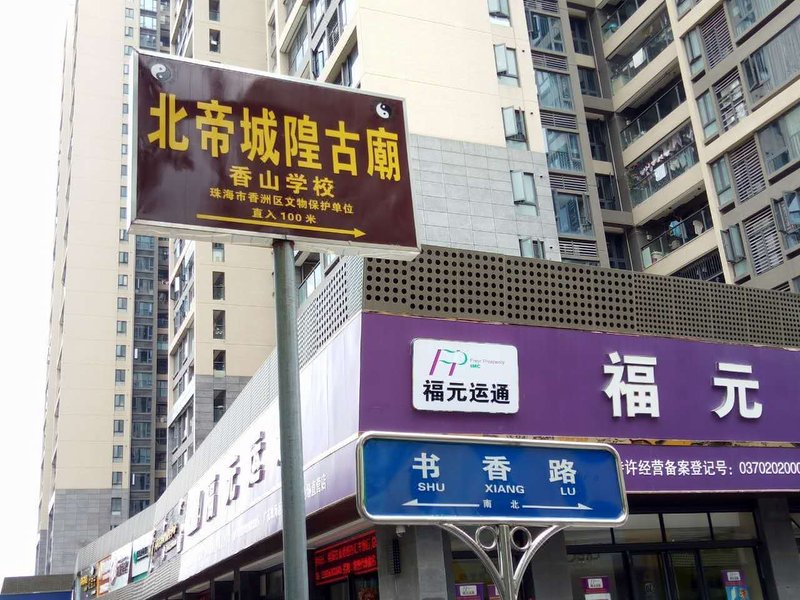 北帝城隍古廟
香山学校
珠海市香洲区文物保护单位
直入100米
福元运通
福元
特许经营备案登记号：0370202000
书香路
SHU XIANG LU
南 北